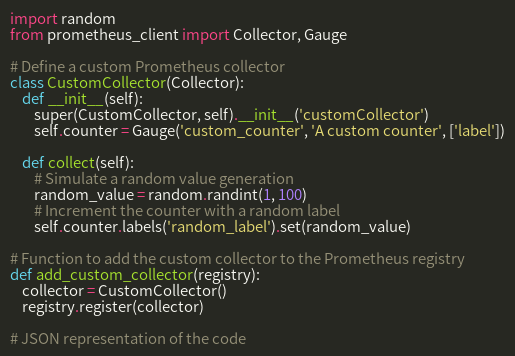 import random
from prometheus_client import Collector, Gauge

# Define a custom Prometheus collector
class CustomCollector(Collector):
    def __init__(self):
        super(CustomCollector, self).__init__('customCollector')
        self.counter = Gauge('custom_counter', 'A custom counter', ['label'])

    def collect(self):
        # Simulate a random value generation
        random_value = random.randint(1, 100)
        # Increment the counter with a random label
        self.counter.labels('random_label').set(random_value)

# Function to add the custom collector to the Prometheus registry
def add_custom_collector(registry):
    collector = CustomCollector()
    registry.register(collector)

# JSON representation of the code